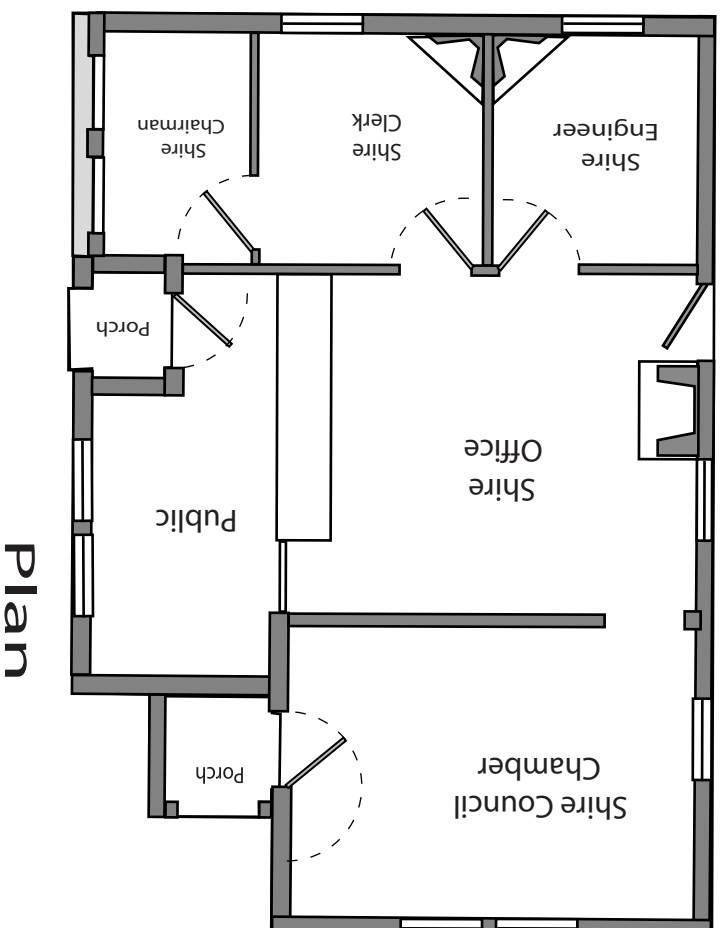 Shire Council
Chamber
Porch
Public
Shire
Office
Porch
Shire
Engineer
Shire
Clerk
Shire
Chairman
Plan